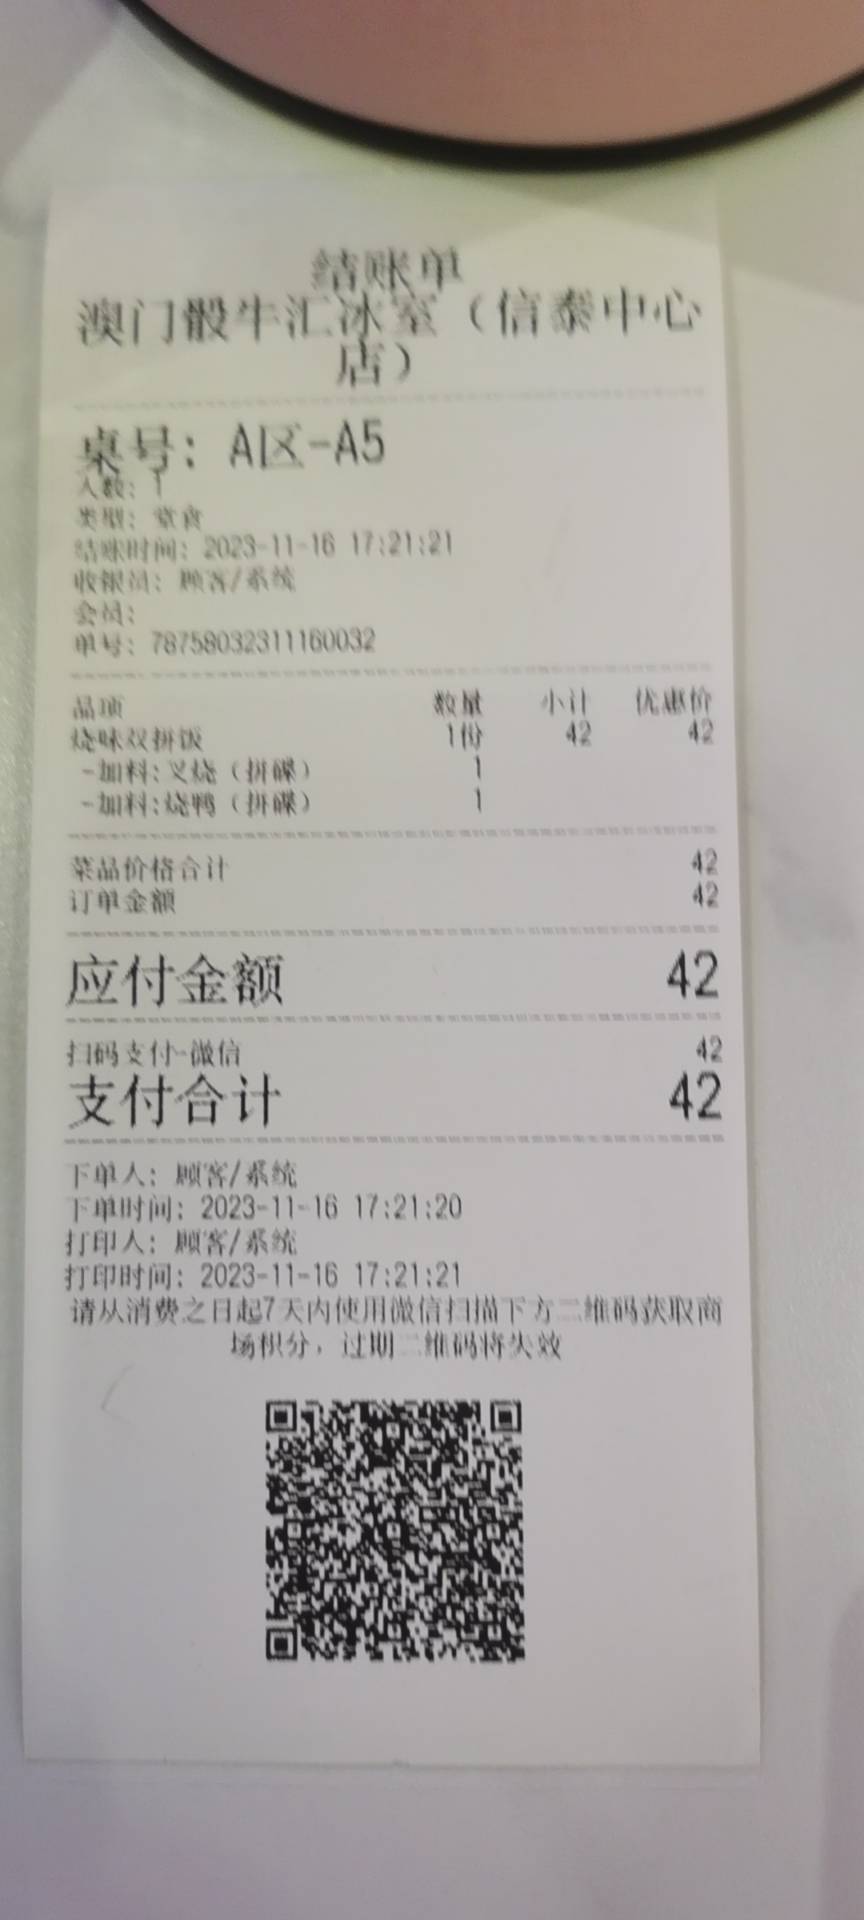 结账单
澳门骰牛汇冰室（信泰中心
店）
桌号: A区-A5
人数: 1
类型: 堂食
结账时间: 2023-11-16 17:21:21
收银员: 顾客/系统
会员:
单号: 78758032311160032
品项 数量 小计 优惠价
烧味双拼饭 1份 42 42
-加料:叉烧（拼碟） 1
-加料:烧鸭（拼碟） 1
菜品价格合计 42
订单金额 42
应付金额 42
扫码支付-微信 42
支付合计 42
下单人: 顾客/系统
下单时间: 2023-11-16 17:21:20
打印人: 顾客/系统
打印时间: 2023-11-16 17:21:21
请从消费之日起7天内使用微信扫描下方二维码获取商
场积分，过期二维码将失效